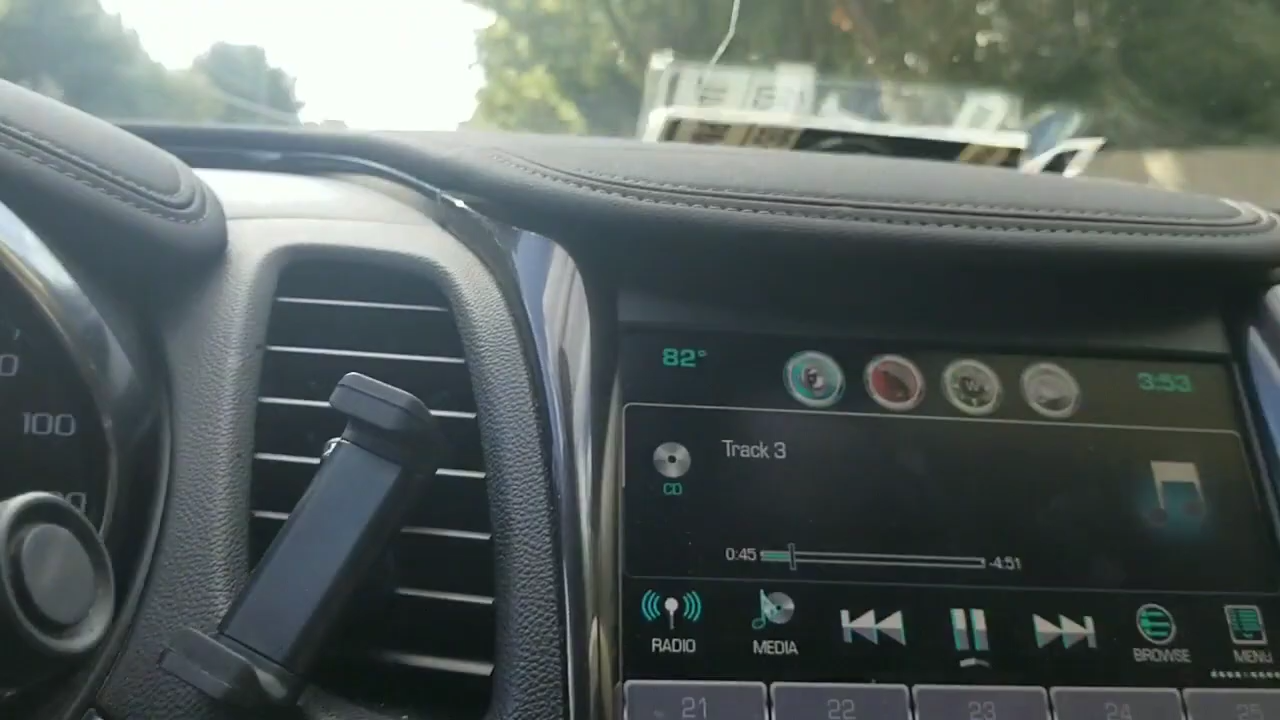 100
82°
3:53
Track 3
CD
0:45
-4:51
RADIO
MEDIA
BROWSE
MENU
21
22
23
24
25